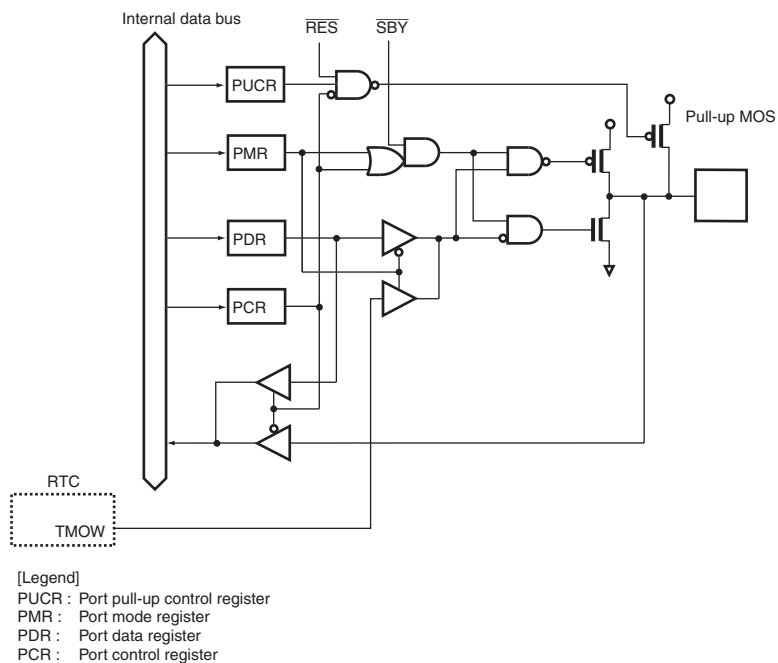 Internal data bus
RES
SBY
PUCR
Pull-up MOS
PMR
PDR
PCR
RTC
TMOW
[Legend]
PUCR : Port pull-up control register
PMR : Port mode register
PDR : Port data register
PCR : Port control register